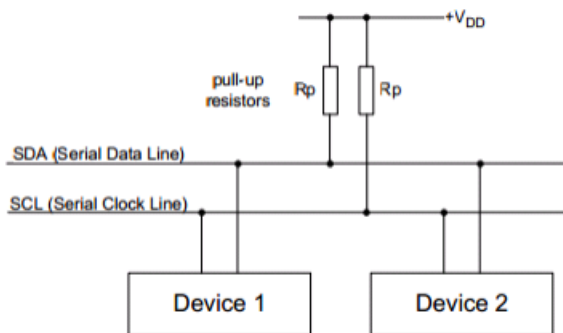 +VDD
pull-up
resistors
Rp
Rp
SDA (Serial Data Line)
SCL (Serial Clock Line)
Device 1
Device 2